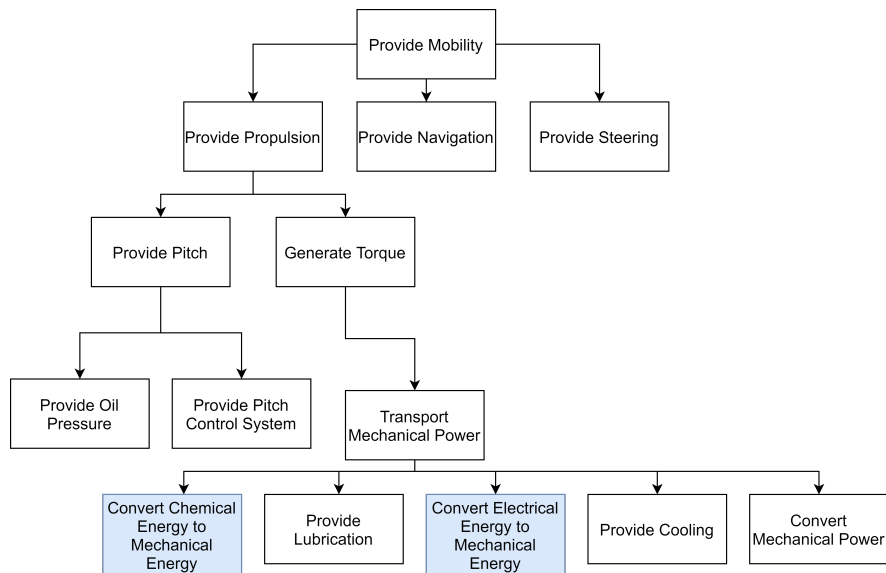 Provide Mobility
Provide Propulsion
Provide Navigation
Provide Steering
Provide Pitch
Generate Torque
Provide Oil
Pressure
Provide Pitch
Control System
Transport
Mechanical Power
Convert Chemical
Energy to
Mechanical
Energy
Provide
Lubrication
Convert Electrical
Energy to
Mechanical
Energy
Provide Cooling
Convert
Mechanical Power